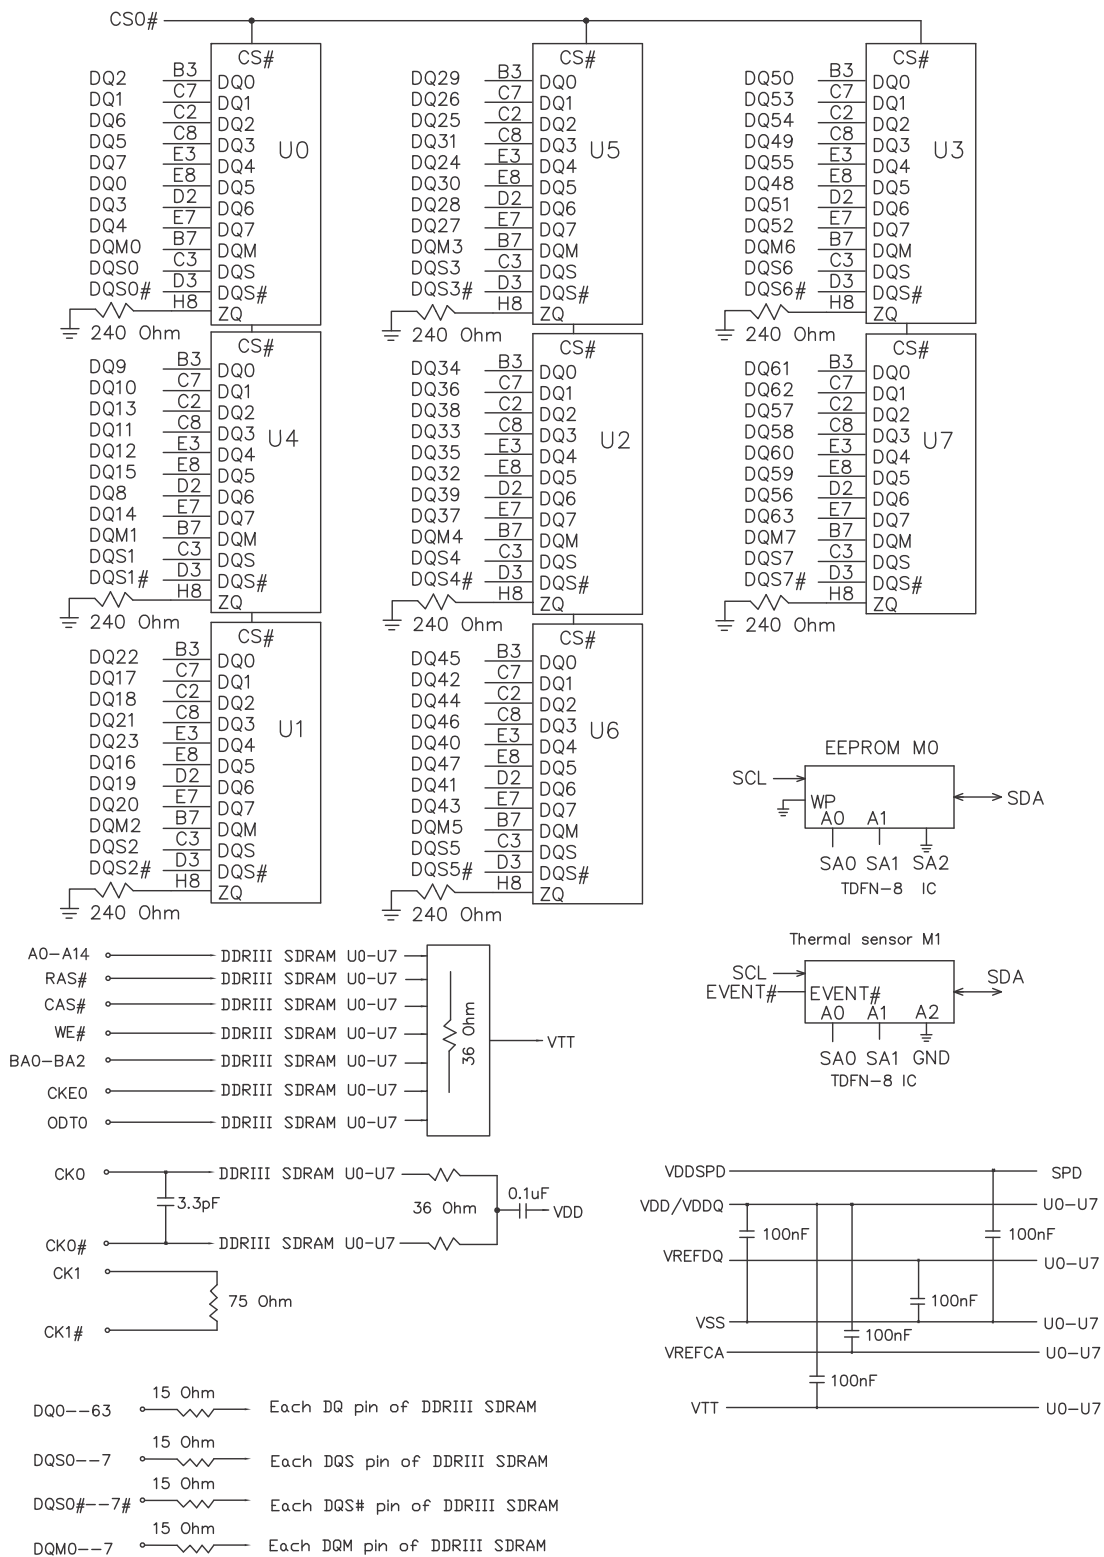 CS0#
CS#
DQ2 B3 DQ0
DQ1 C7 DQ1
DQ6 C2 DQ2
DQ5 C8 DQ3
DQ7 E3 DQ4
DQ0 E8 DQ5
DQ3 D2 DQ6
DQ4 E7 DQ7
DQM0 B7 DQM
DQS0 C3 DQS
DQS0# D3 DQS#
H8 ZQ
240 Ohm
U0
CS#
DQ9 B3 DQ0
DQ10 C7 DQ1
DQ13 C2 DQ2
DQ11 C8 DQ3
DQ12 E3 DQ4
DQ15 E8 DQ5
DQ8 D2 DQ6
DQ14 E7 DQ7
DQM1 B7 DQM
DQS1 C3 DQS
DQS1# D3 DQS#
H8 ZQ
240 Ohm
U4
CS#
DQ22 B3 DQ0
DQ17 C7 DQ1
DQ18 C2 DQ2
DQ21 C8 DQ3
DQ23 E3 DQ4
DQ16 E8 DQ5
DQ19 D2 DQ6
DQ20 E7 DQ7
DQM2 B7 DQM
DQS2 C3 DQS
DQS2# D3 DQS#
H8 ZQ
240 Ohm
U1
CS#
DQ29 B3 DQ0
DQ26 C7 DQ1
DQ25 C2 DQ2
DQ31 C8 DQ3
DQ24 E3 DQ4
DQ30 E8 DQ5
DQ28 D2 DQ6
DQ27 E7 DQ7
DQM3 B7 DQM
DQS3 C3 DQS
DQS3# D3 DQS#
H8 ZQ
240 Ohm
U5
CS#
DQ34 B3 DQ0
DQ36 C7 DQ1
DQ38 C2 DQ2
DQ33 C8 DQ3
DQ35 E3 DQ4
DQ32 E8 DQ5
DQ39 D2 DQ6
DQ37 E7 DQ7
DQM4 B7 DQM
DQS4 C3 DQS
DQS4# D3 DQS#
H8 ZQ
240 Ohm
U2
CS#
DQ45 B3 DQ0
DQ42 C7 DQ1
DQ44 C2 DQ2
DQ46 C8 DQ3
DQ40 E3 DQ4
DQ47 E8 DQ5
DQ41 D2 DQ6
DQ43 E7 DQ7
DQM5 B7 DQM
DQS5 C3 DQS
DQS5# D3 DQS#
H8 ZQ
240 Ohm
U6
CS#
DQ50 B3 DQ0
DQ53 C7 DQ1
DQ54 C2 DQ2
DQ49 C8 DQ3
DQ55 E3 DQ4
DQ48 E8 DQ5
DQ51 D2 DQ6
DQ52 E7 DQ7
DQM6 B7 DQM
DQS6 C3 DQS
DQS6# D3 DQS#
H8 ZQ
240 Ohm
U3
CS#
DQ61 B3 DQ0
DQ62 C7 DQ1
DQ57 C2 DQ2
DQ58 C8 DQ3
DQ60 E3 DQ4
DQ59 E8 DQ5
DQ56 D2 DQ6
DQ63 E7 DQ7
DQM7 B7 DQM
DQS7 C3 DQS
DQS7# D3 DQS#
H8 ZQ
240 Ohm
U7
EEPROM M0
SCL
WP
SDA
A0 A1
SA0 SA1 SA2
TDFN-8 IC
Thermal sensor M1
SCL
SDA
EVENT# EVENT#
A0 A1 A2
SA0 SA1 GND
TDFN-8 IC
A0-A14 DDRIII SDRAM U0-U7
RAS# DDRIII SDRAM U0-U7
CAS# DDRIII SDRAM U0-U7
WE# DDRIII SDRAM U0-U7
BA0-BA2 DDRIII SDRAM U0-U7
CKE0 DDRIII SDRAM U0-U7
ODT0 DDRIII SDRAM U0-U7
36 Ohm
VTT
CK0 DDRIII SDRAM U0-U7
3.3pF
36 Ohm
0.1uF
VDD
CK0# DDRIII SDRAM U0-U7
CK1
75 Ohm
CK1#
VDDSPD SPD
VDD/VDDQ U0-U7
100nF 100nF
VREFDQ U0-U7
100nF
VSS U0-U7
100nF
VREFCA U0-U7
100nF
VTT U0-U7
15 Ohm
DQ0--63 Each DQ pin of DDRIII SDRAM
15 Ohm
DQS0--7 Each DQS pin of DDRIII SDRAM
15 Ohm
DQS0#--7# Each DQS# pin of DDRIII SDRAM
15 Ohm
DQM0--7 Each DQM pin of DDRIII SDRAM